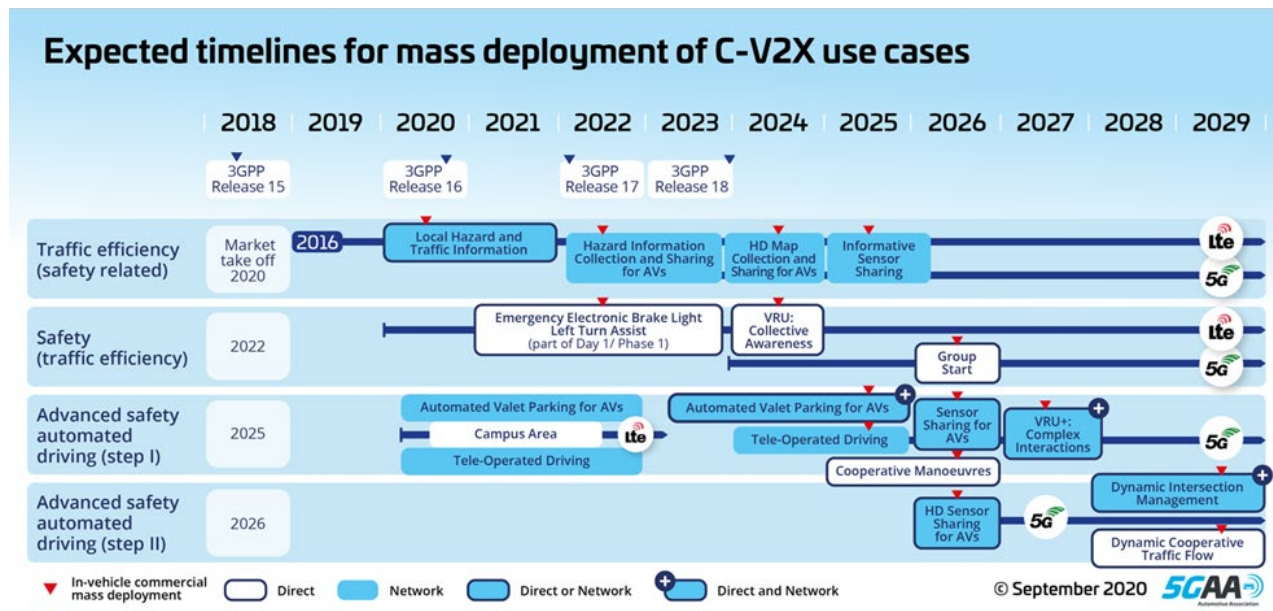 Expected timelines for mass deployment of C-V2X use cases
2018 2019 2020 2021 2022 2023 2024 2025 2026 2027 2028 2029
3GPP
Release 15
3GPP
Release 16
3GPP
Release 17
3GPP
Release 18
Traffic efficiency
(safety related)
Market
take off
2020
2016
Local Hazard and
Traffic Information
Hazard Information
Collection and Sharing
for AVs
HD Map
Collection and
Sharing for AVs
Informative
Sensor
Sharing
lte
5G
Safety
(traffic efficiency)
2022
Emergency Electronic Brake Light
Left Turn Assist
(part of Day 1/ Phase 1)
VRU:
Collective
Awareness
Group
Start
lte
5G
Advanced safety
automated
driving (step I)
2025
Automated Valet Parking for AVs
Campus Area
lte
Tele-Operated Driving
Automated Valet Parking for AVs
Tele-Operated Driving
Sensor
Sharing for
AVs
VRU+:
Complex
Interactions
Cooperative Manoeuvres
5G
Advanced safety
automated
driving (step II)
2026
HD Sensor
Sharing
for AVs
5G
Dynamic Intersection
Management
Dynamic Cooperative
Traffic Flow
In-vehicle commercial
mass deployment
Direct
Network
Direct or Network
Direct and Network
© September 2020
5GAA
Automotive Association